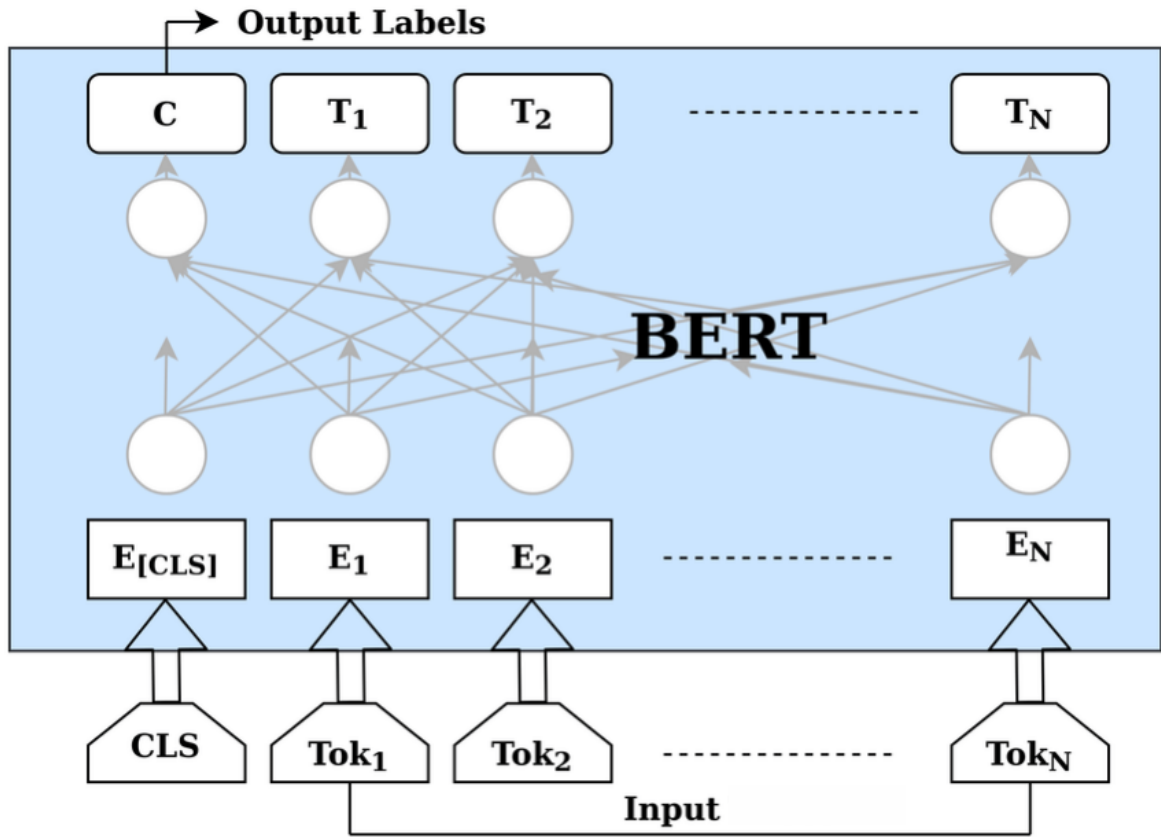 Output Labels
C T1 T2 TN
BERT
E[CLS] E1 E2 EN
CLS Tok1 Tok2 TokN
Input